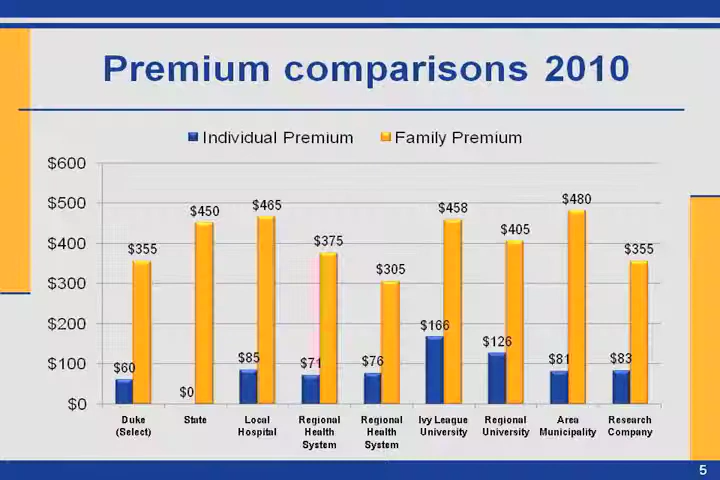 Premium comparisons 2010
Individual Premium Family Premium
$600
$500
$400
$300
$200
$100
$0
$60 $355
$0 $450
$85 $465
$71 $375
$76 $305
$166 $458
$126 $405
$81 $480
$83 $355
Duke
(Select)
State
Local
Hospital
Regional
Health
System
Regional
Health
System
Ivy League
University
Regional
University
Area
Municipality
Research
Company
5